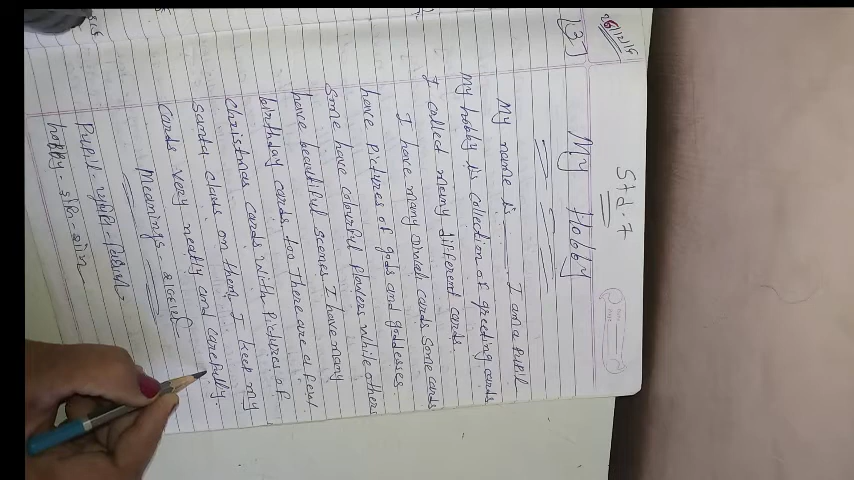 26/12/19
Std. 7
[3] My Hobby
My name is. ____ I am a Pupil
My hobby is collection of greeting cards
I collect many different cards.
I have many diwali cards some cards
have pictures of gods and goddesses.
Some have colourful flowers while others
have beautiful scenes I have many
birthday cards too There are a few
christmas cards with Pictures of
santa claus on them. I keep my
cards very neatly and carefully.
Meanings
Pupil -
hobby -